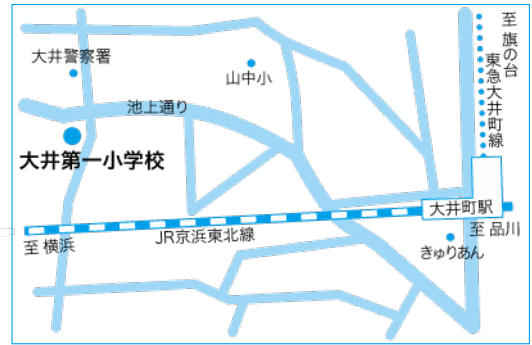 至 旗の台
東急大井町線
大井警察署
山中小
池上通り
大井第一小学校
大井町駅
至 品川
JR京浜東北線
至 横浜
きゅりあん